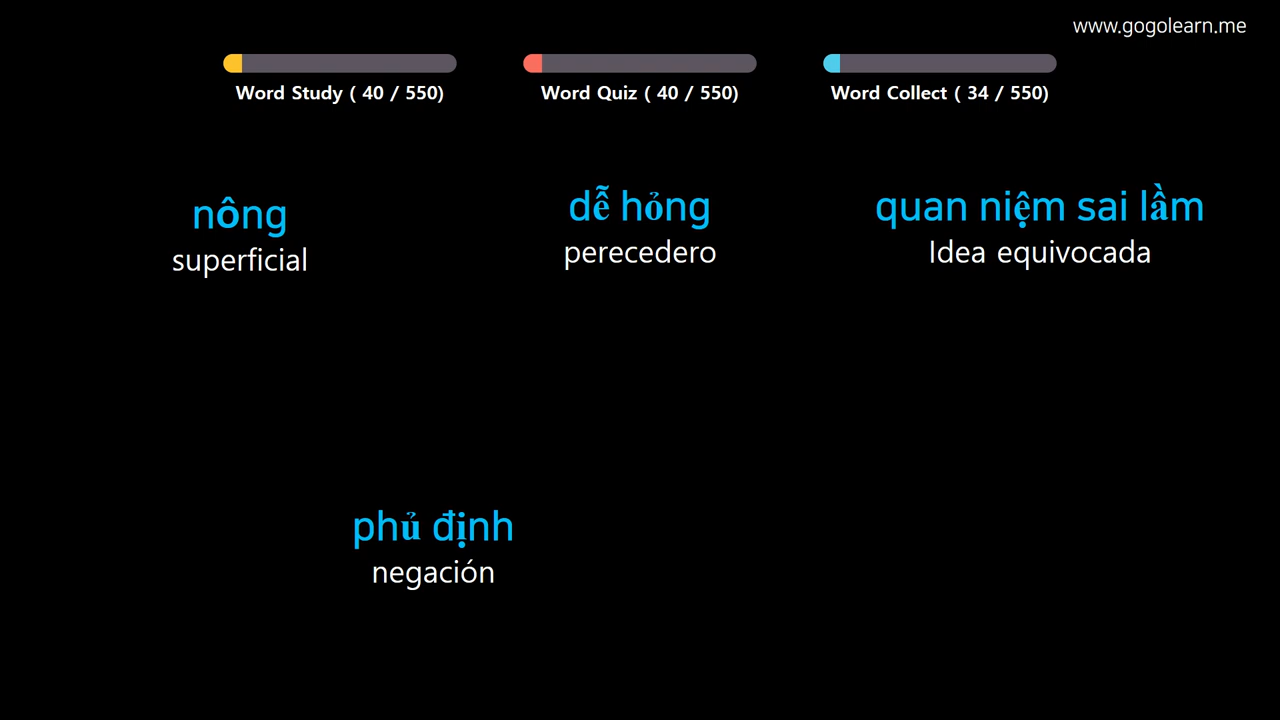 www.gogolearn.me
Word Study ( 40 / 550)
Word Quiz ( 40 / 550)
Word Collect ( 34 / 550)
nông
superficial
dễ hỏng
perecedero
quan niệm sai lầm
Idea equivocada
phủ định
negación